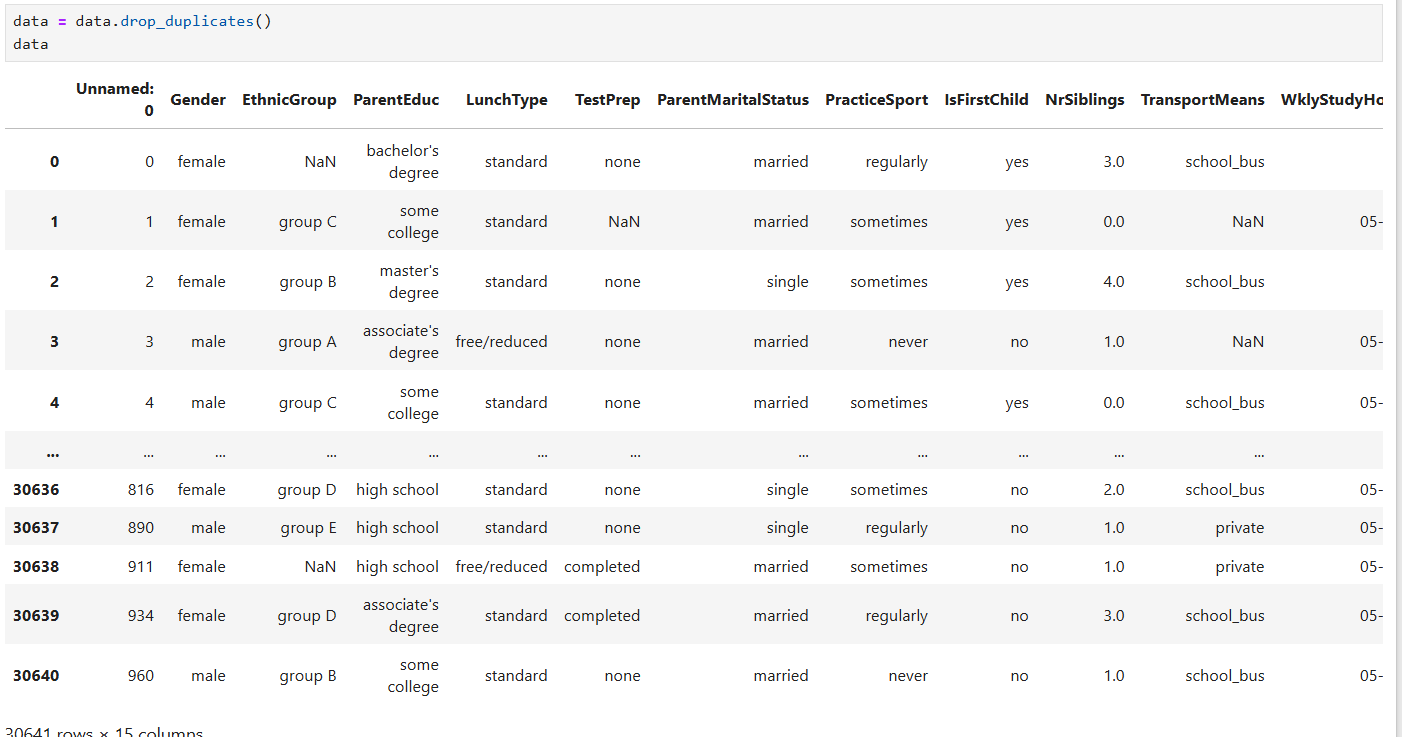 data = data.drop_duplicates()
data
Unnamed: 0 Gender EthnicGroup ParentEduc LunchType TestPrep ParentMaritalStatus PracticeSport IsFirstChild NrSiblings TransportMeans WklyStudyHo
0 0 female NaN bachelor's degree standard none married regularly yes 3.0 school_bus
1 1 female group C some college standard NaN married sometimes yes 0.0 NaN 05-
2 2 female group B master's degree standard none single sometimes yes 4.0 school_bus
3 3 male group A associate's degree free/reduced none married never no 1.0 NaN 05-
4 4 male group C some college standard none married sometimes yes 0.0 school_bus 05-
... ... ... ... ... ... ... ... ... ... ... ...
30636 816 female group D high school standard none single sometimes no 2.0 school_bus 05-
30637 890 male group E high school standard none single regularly no 1.0 private 05-
30638 911 female NaN high school free/reduced completed married sometimes no 1.0 private 05-
30639 934 female group D associate's degree standard completed married regularly no 3.0 school_bus 05-
30640 960 male group B some college standard none married never no 1.0 school_bus 05-
30641 rows × 15 columns